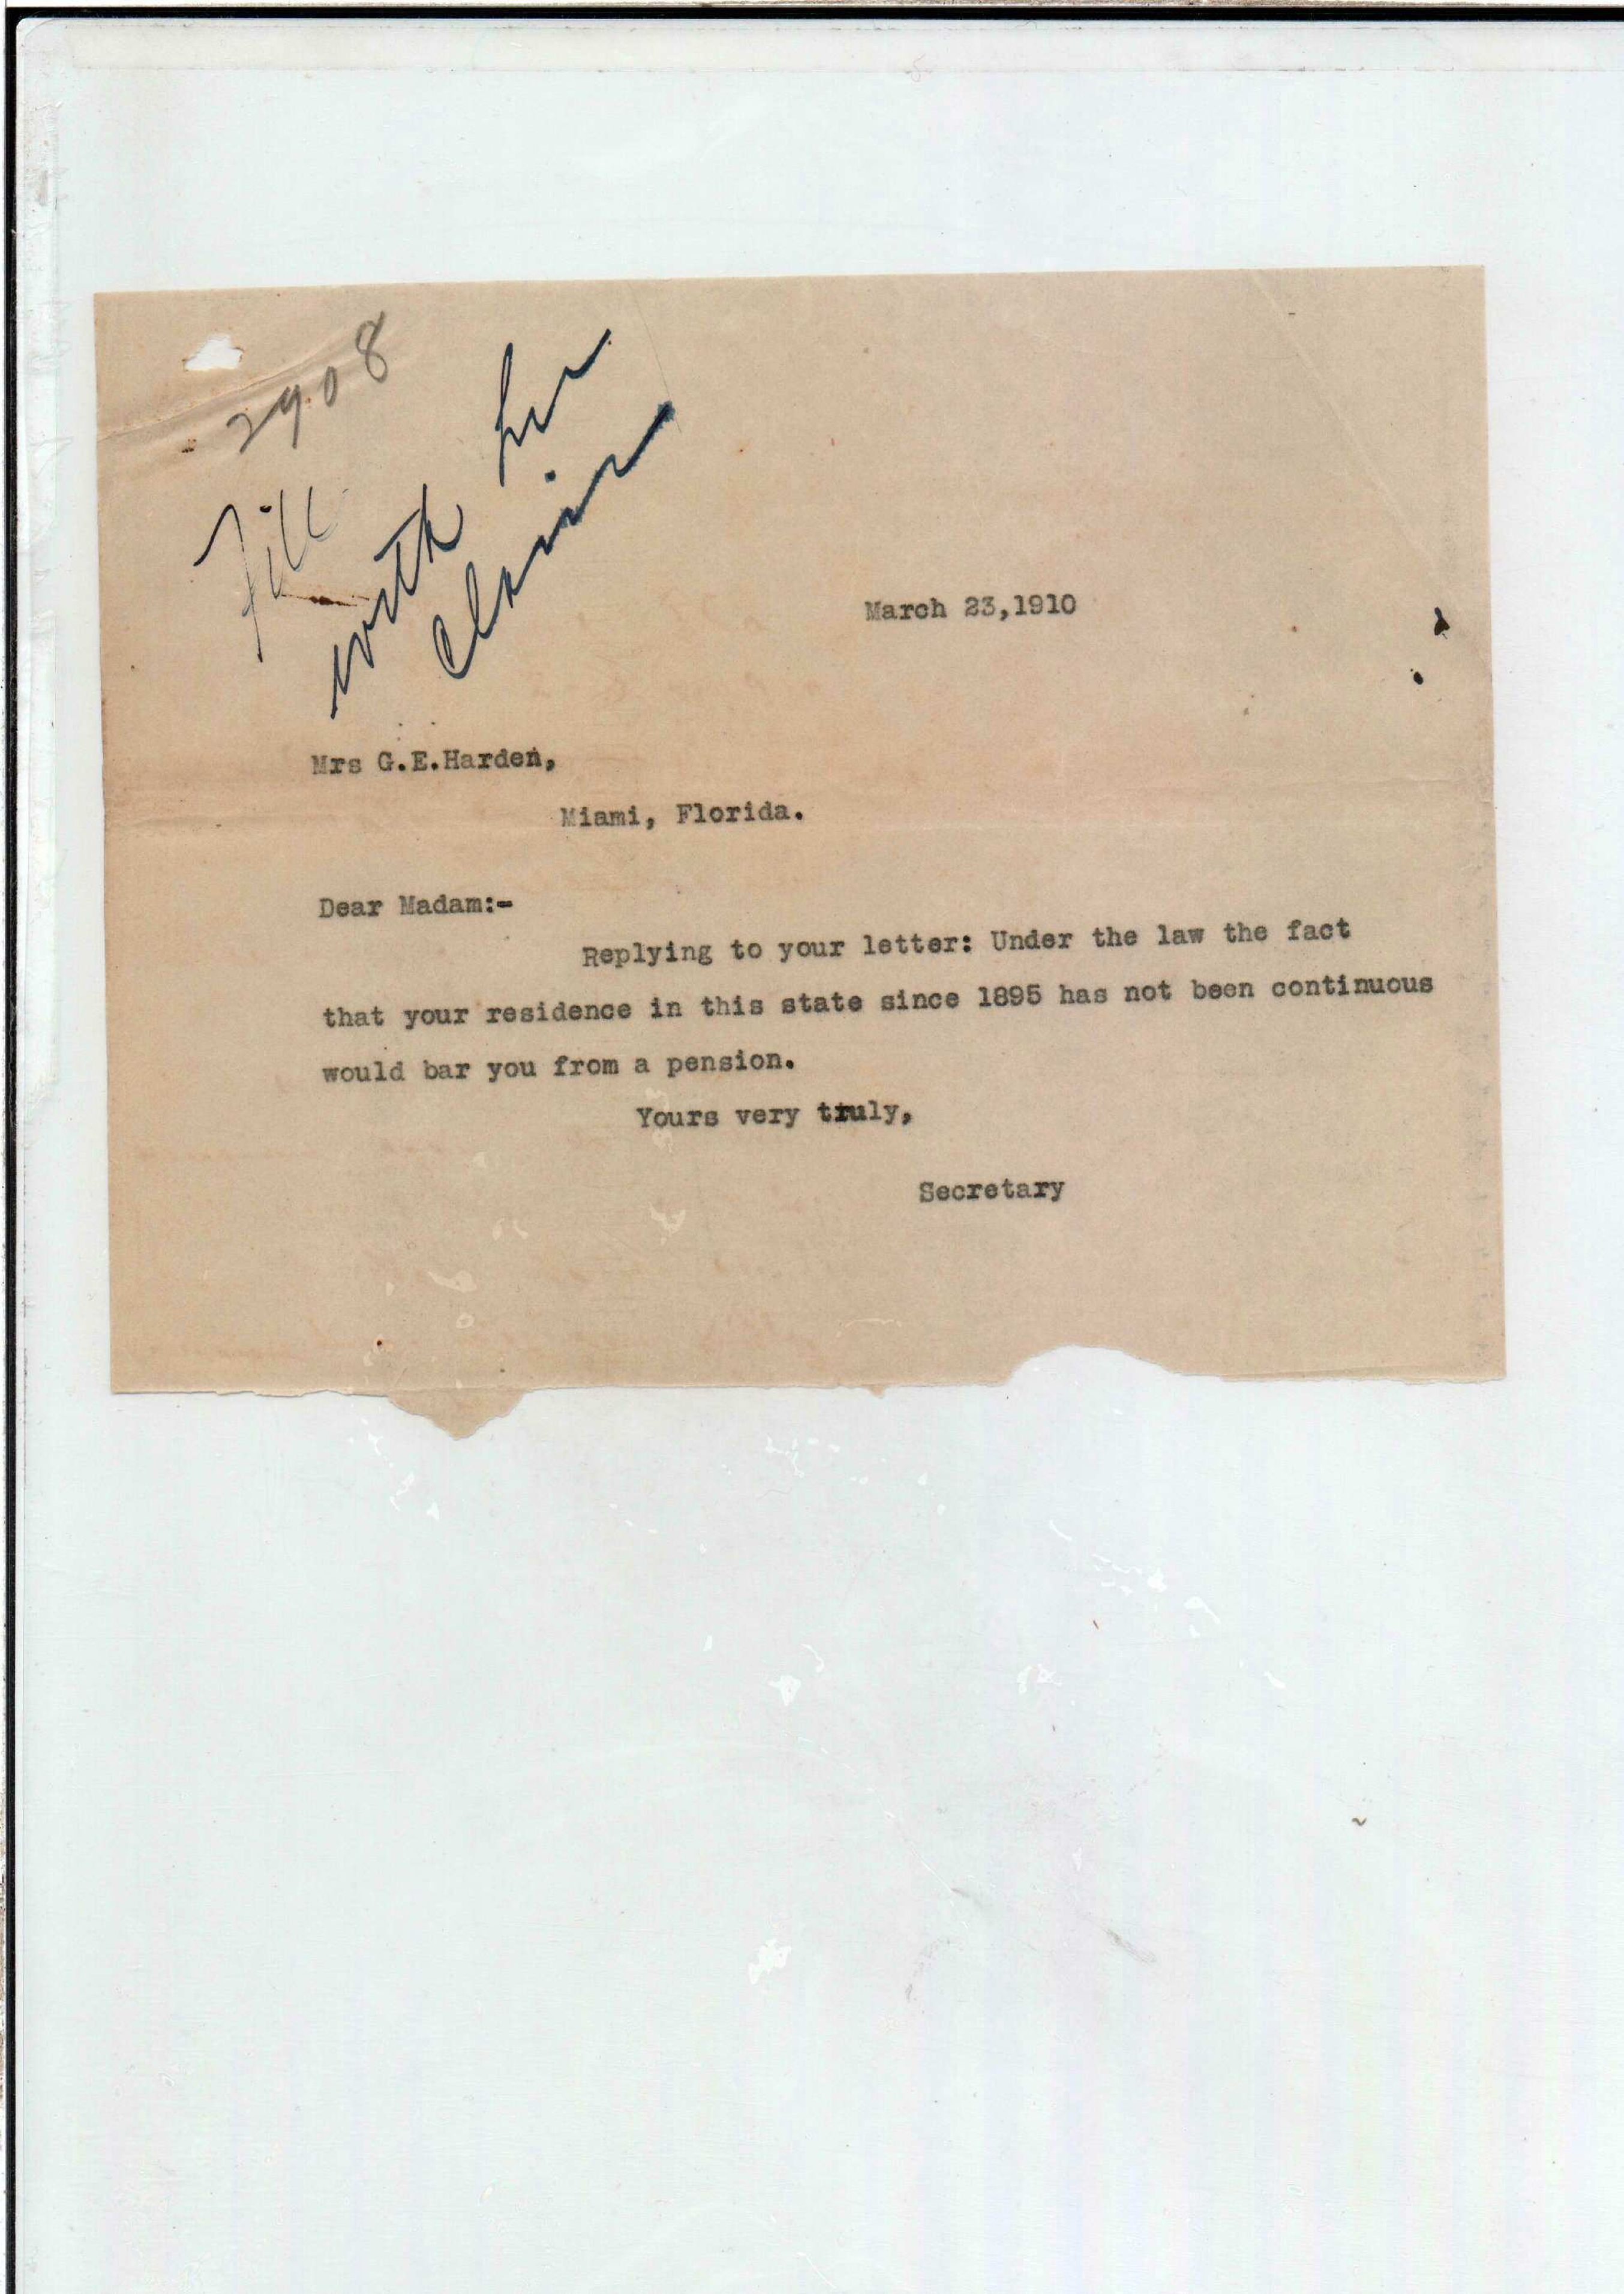 2908
File
with her
claim
March 23,1910
Mrs G.E.Harden,
Miami, Florida.
Dear Madam:-
Replying to your letter: Under the law the fact
that your residence in this state since 1895 has not been continuous
would bar you from a pension.
Yours very truly,
Secretary